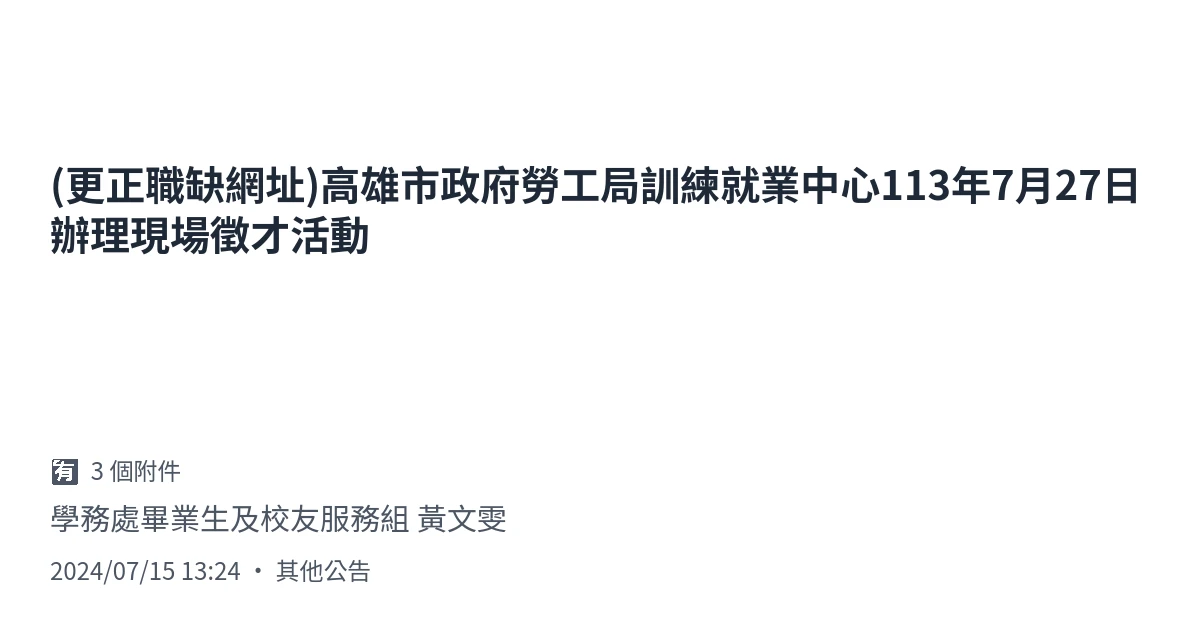 (更正職缺網址)高雄市政府勞工局訓練就業中心113年7月27日
辦理現場徵才活動
🈶 3 個附件
學務處畢業生及校友服務組 黃文雯
2024/07/15 13:24 • 其他公告